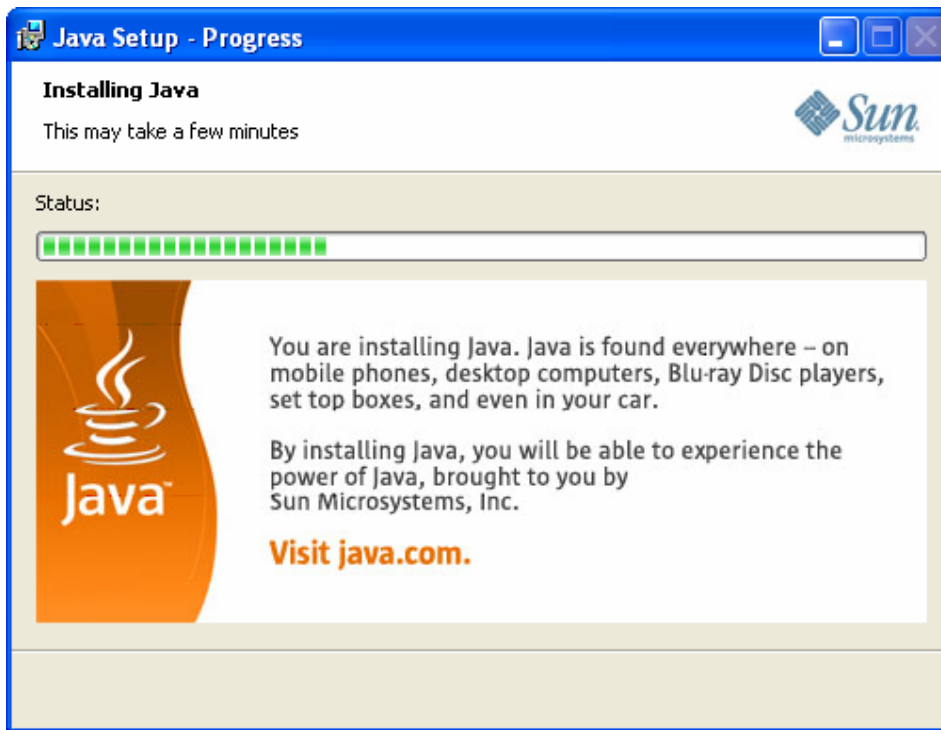 Java Setup - Progress
Installing Java
This may take a few minutes
Sun
microsystems
Status:
You are installing Java. Java is found everywhere – on
mobile phones, desktop computers, Blu-ray Disc players,
set top boxes, and even in your car.
By installing Java, you will be able to experience the
power of Java, brought to you by
Sun Microsystems, Inc.
Visit java.com.
Java™